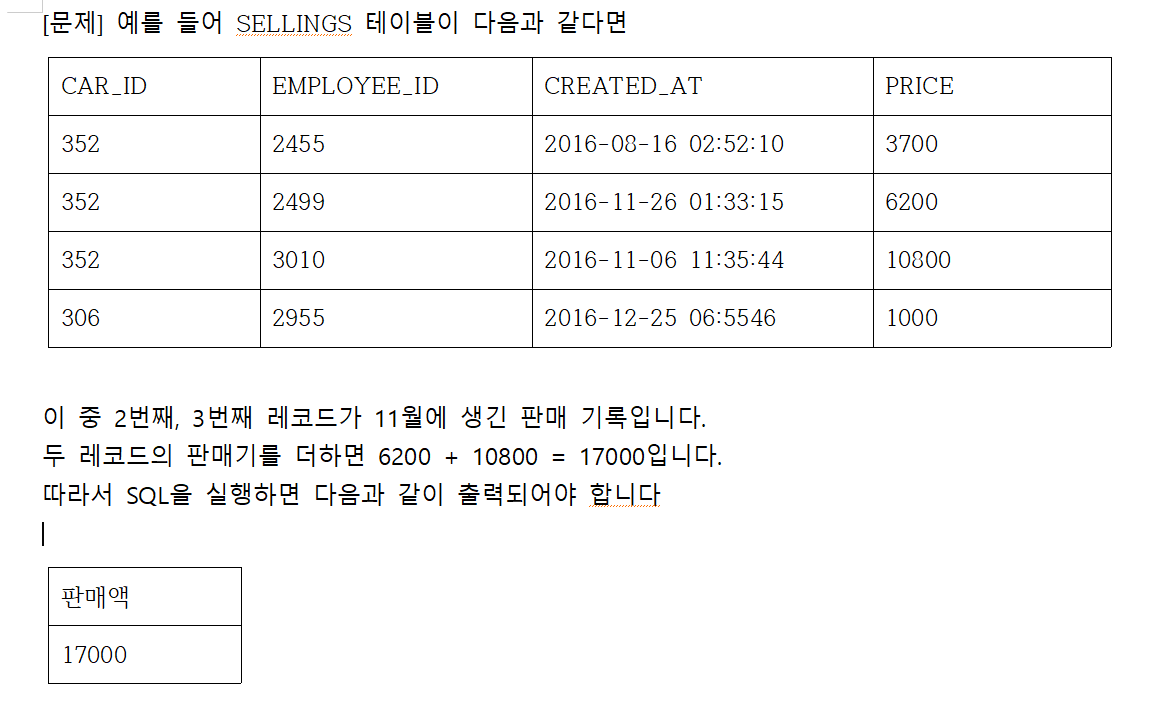 [문제] 예를 들어 SELLINGS 테이블이 다음과 같다면
CAR_ID EMPLOYEE_ID CREATED_AT PRICE
352 2455 2016-08-16 02:52:10 3700
352 2499 2016-11-26 01:33:15 6200
352 3010 2016-11-06 11:35:44 10800
306 2955 2016-12-25 06:5546 1000
이 중 2번째, 3번째 레코드가 11월에 생긴 판매 기록입니다.
두 레코드의 판매기를 더하면 6200 + 10800 = 17000입니다.
따라서 SQL을 실행하면 다음과 같이 출력되어야 합니다
판매액
17000